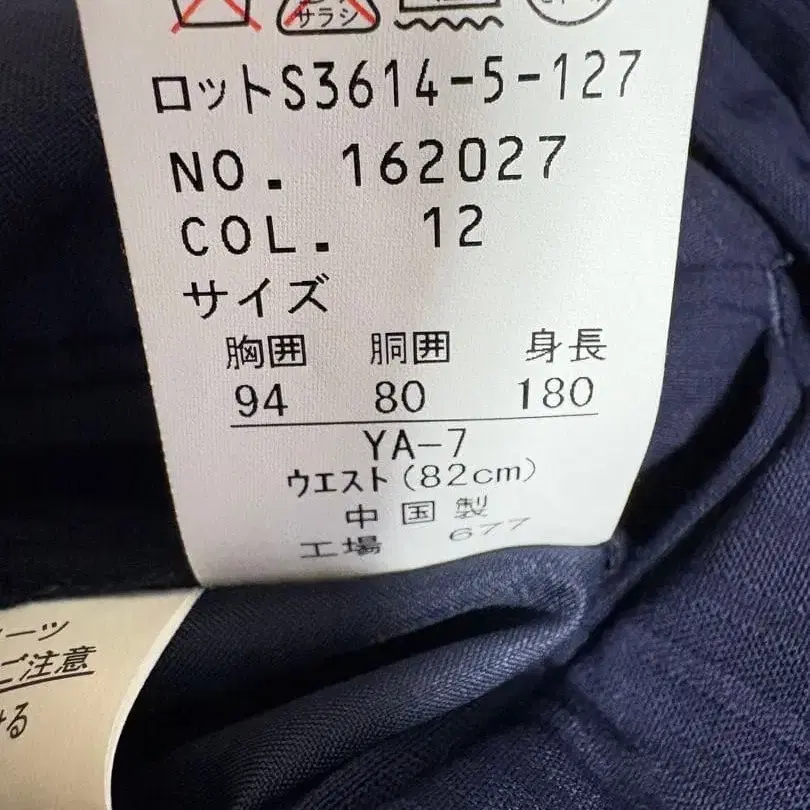 サラシ
ロットS3614-5-127
NO. 162027
COL. 12
サイズ
胸囲 胴囲 身長
94 80 180
YA-7
ウエスト(82cm)
中国製
工場 677
ーツ
ご注意
ける